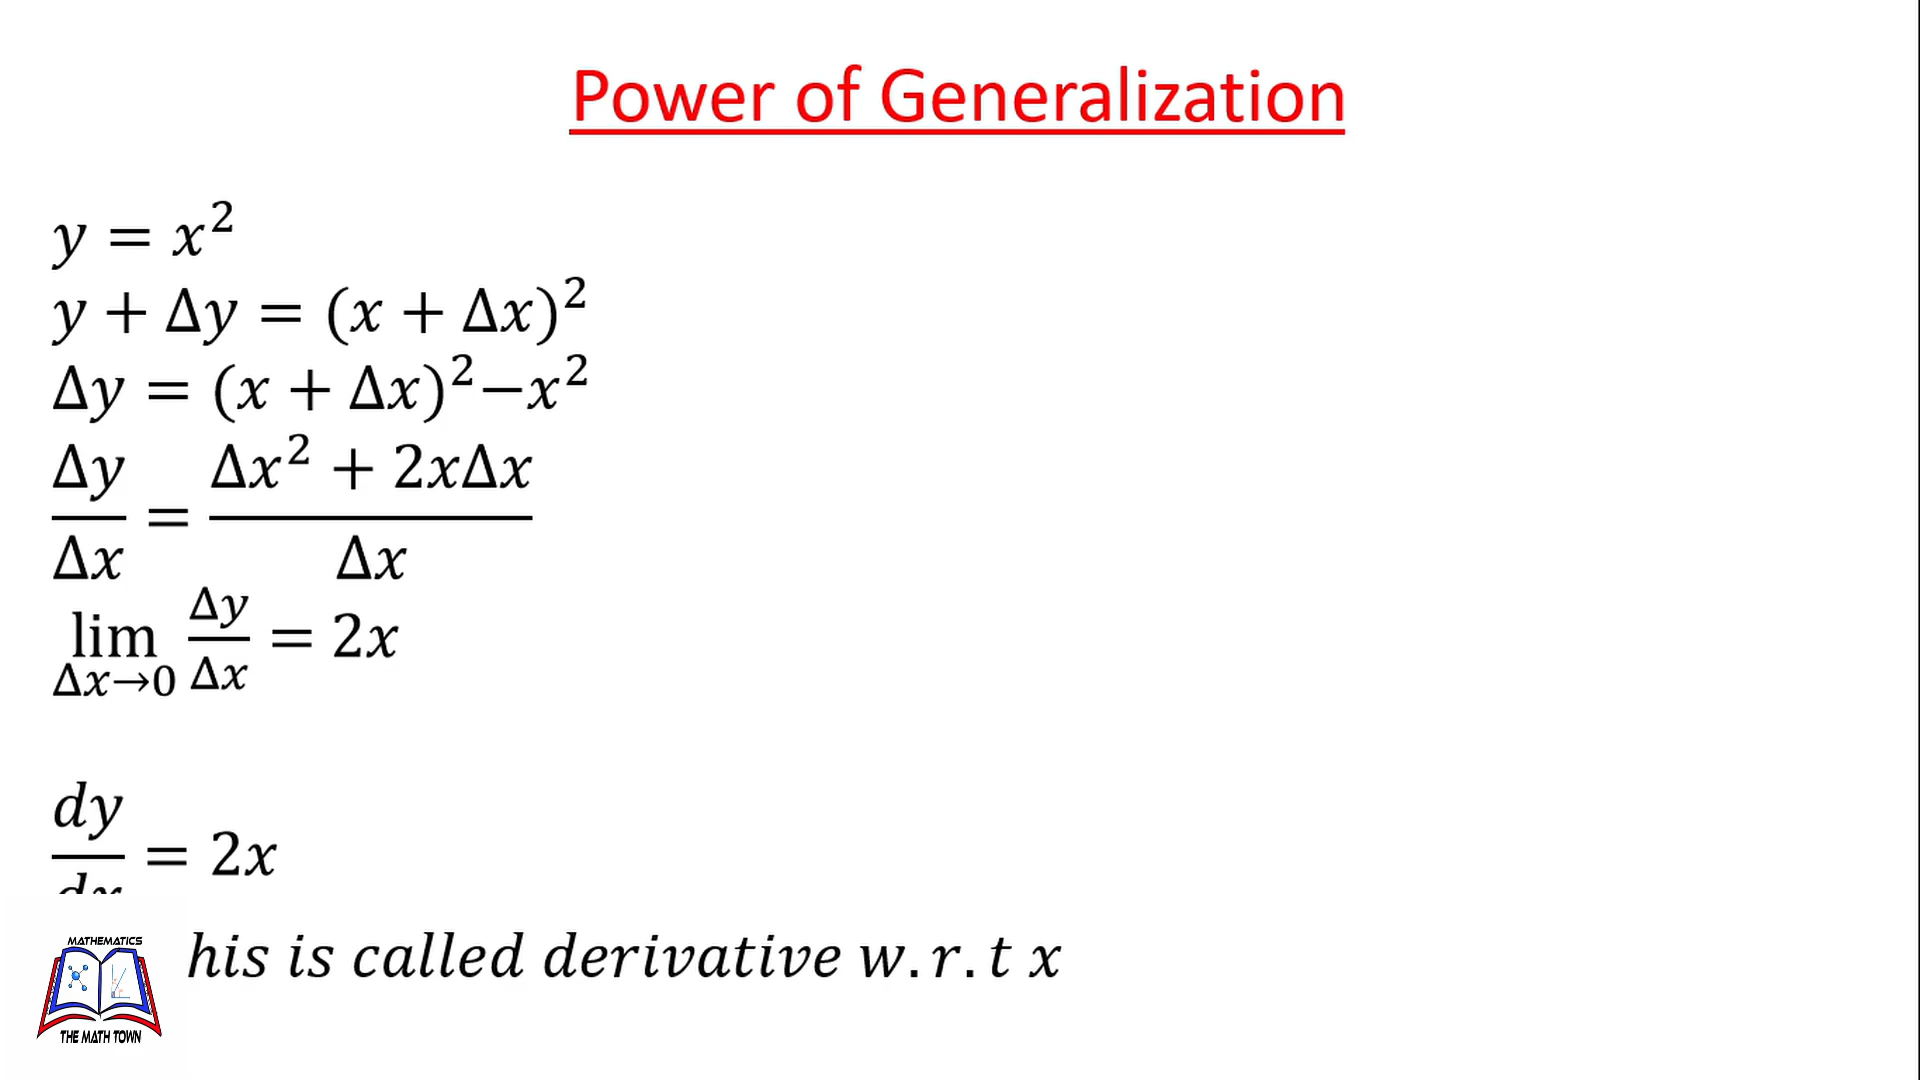 Power of Generalization
y = x²
y + Δy = (x + Δx)²
Δy = (x + Δx)²−x²
Δy/Δx = (Δx² + 2xΔx)/Δx
lim Δx→0 Δy/Δx = 2x
dy/dx = 2x
his is called derivative w.r.t x
MATHEMATICS
THE MATH TOWN